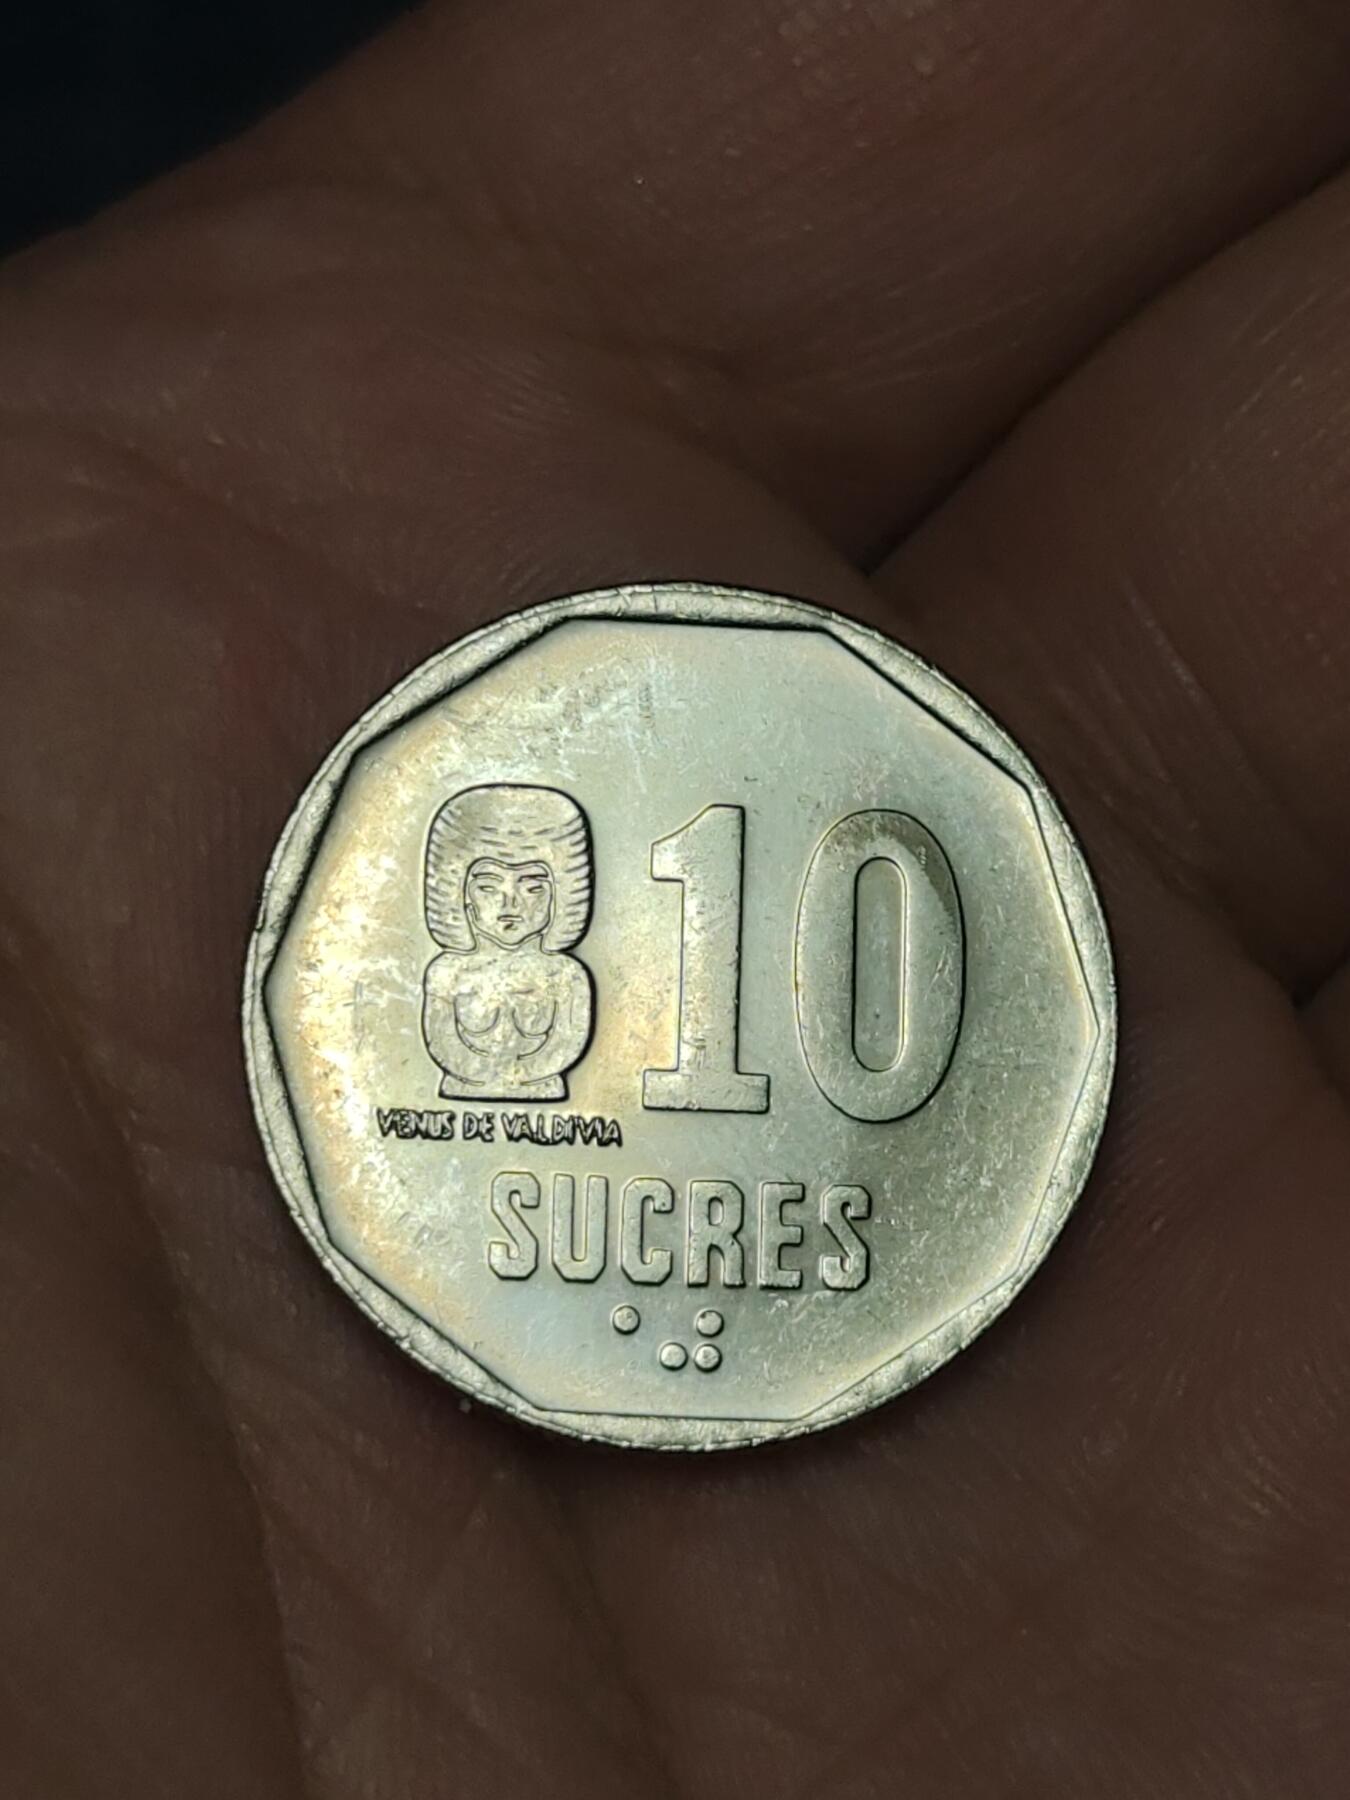 10
VENUS DE VALDIVIA
SUCRES
⠁⠚